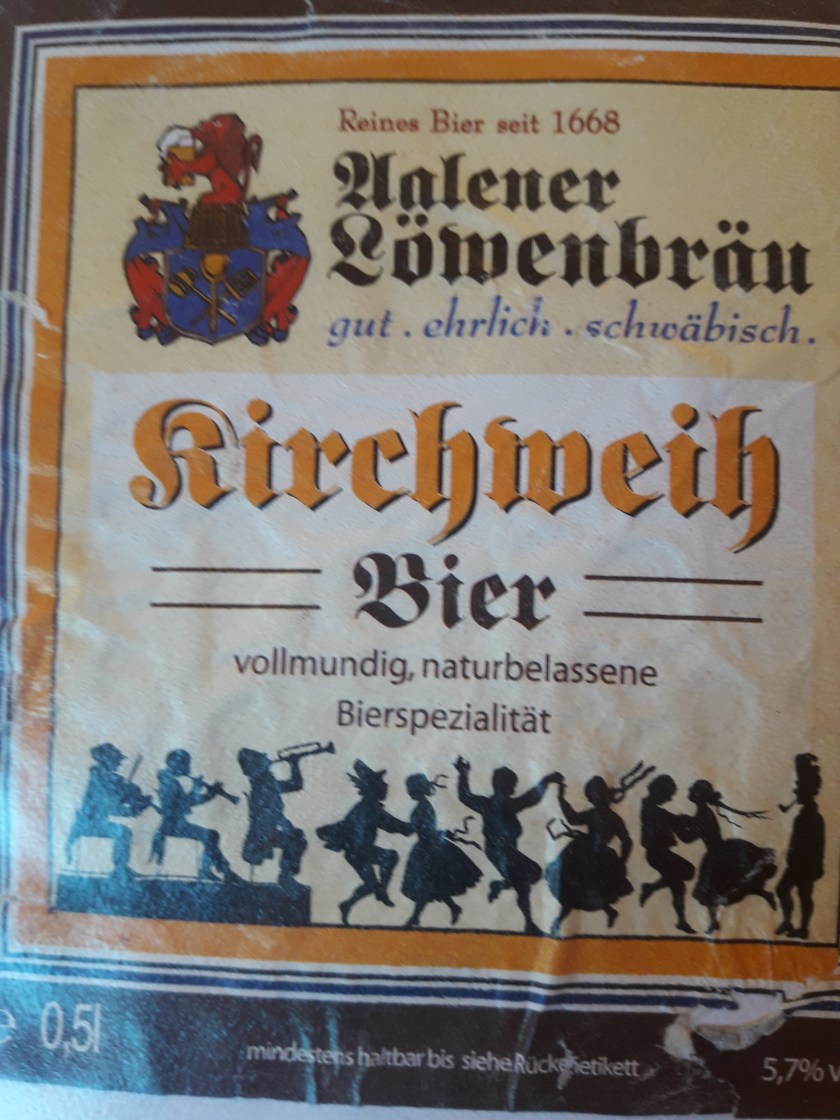 Reines Bier seit 1668
Aalener
Löwenbräu
gut . ehrlich . schwäbisch .
Kirchweih
Bier
vollmundig, naturbelassene
Bierspezialität
e 0,5l
mindestens haltbar bis siehe Rückenetikett
5,7% v